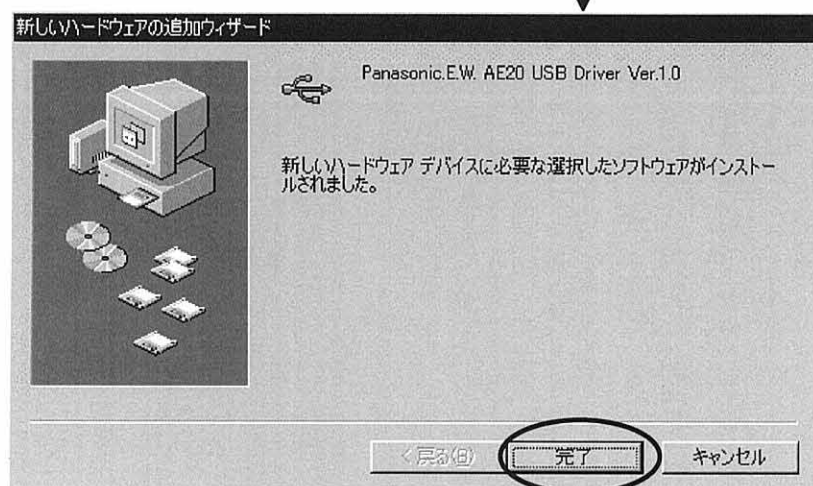 新しいハードウェアの追加ウィザード
Panasonic.E.W. AE20 USB Driver Ver.1.0
新しいハードウェア デバイスに必要な選択したソフトウェアがインストー
ルされました。
< 戻る(B)
完了
キャンセル